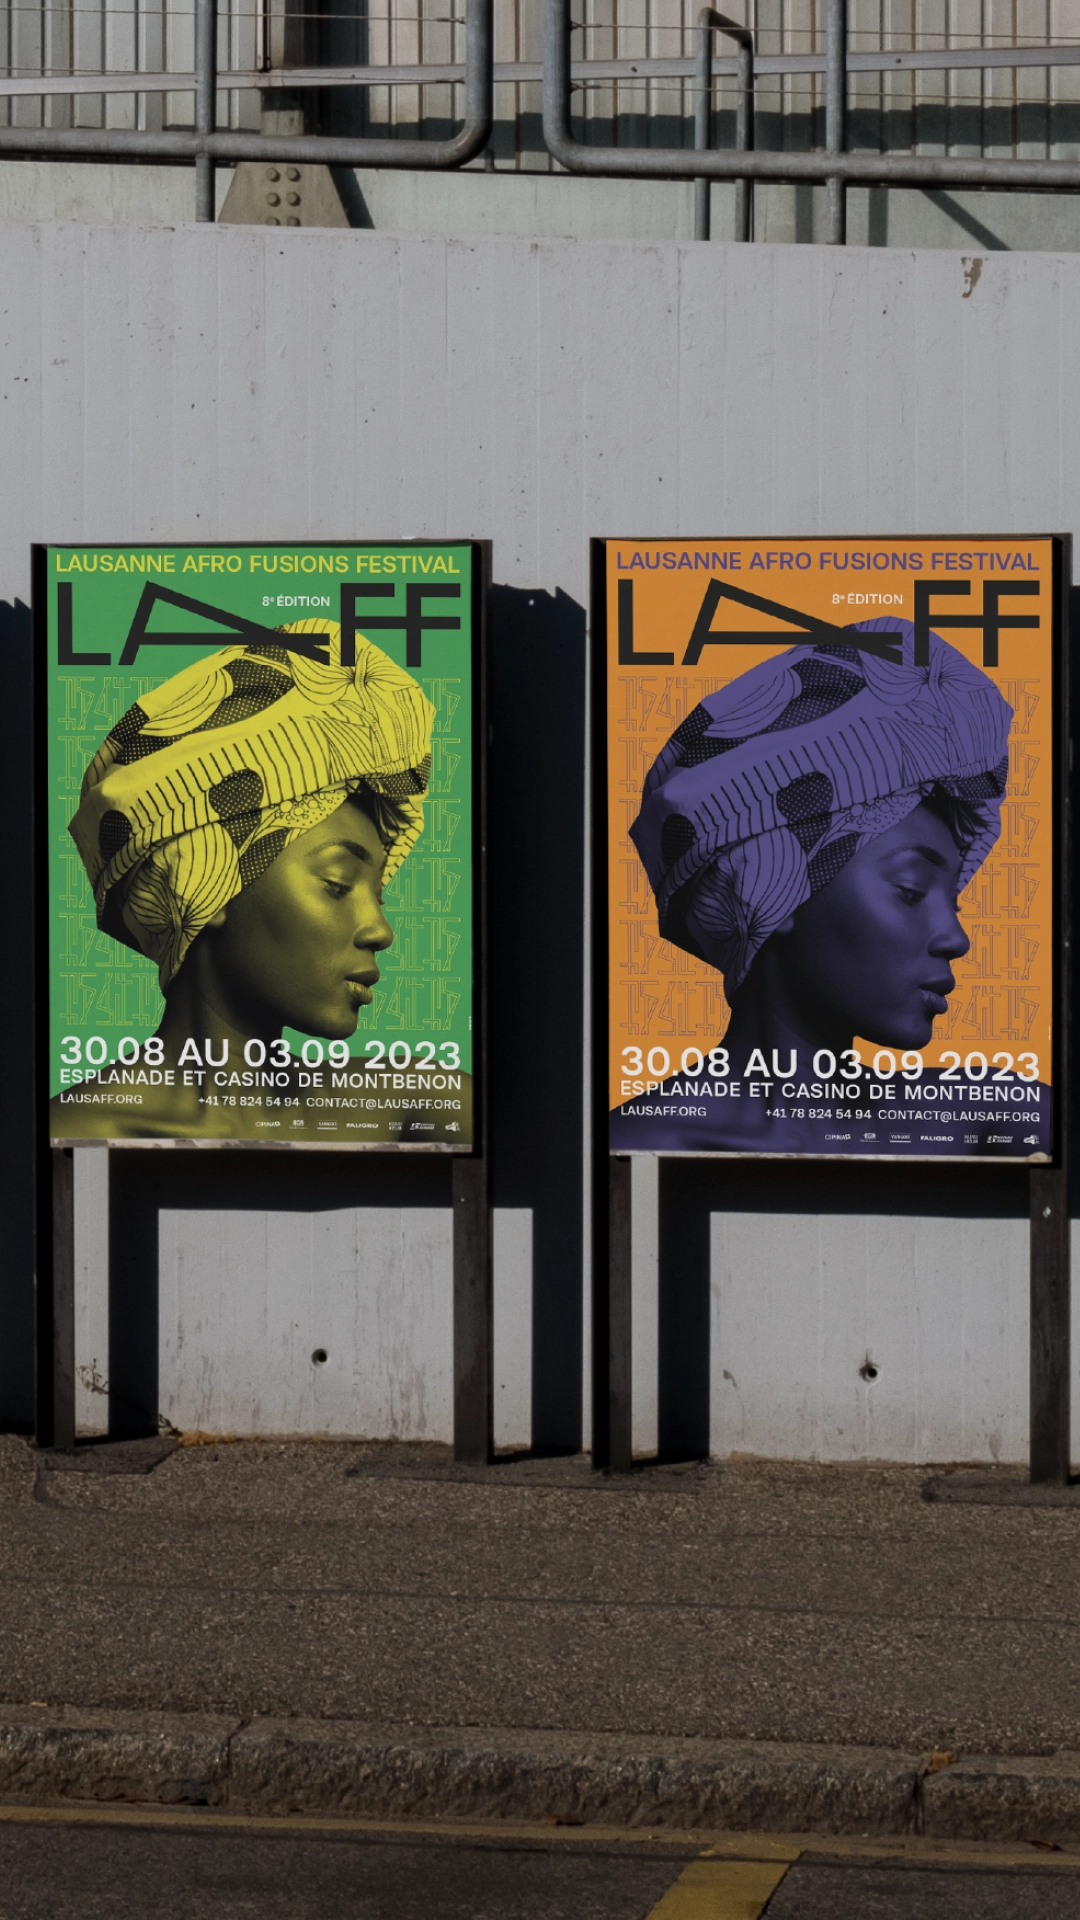 LAUSANNE AFRO FUSIONS FESTIVAL
LAFF
8e ÉDITION
30.08 AU 03.09 2023
ESPLANADE ET CASINO DE MONTBENON
LAUSAFF.ORG +41 78 824 54 94 CONTACT@LAUSAFF.ORG
FALIGRO
LAUSANNE AFRO FUSIONS FESTIVAL
LAFF
8e ÉDITION
30.08 AU 03.09 2023
ESPLANADE ET CASINO DE MONTBENON
LAUSAFF.ORG +41 78 824 54 94 CONTACT@LAUSAFF.ORG
FALIGRO